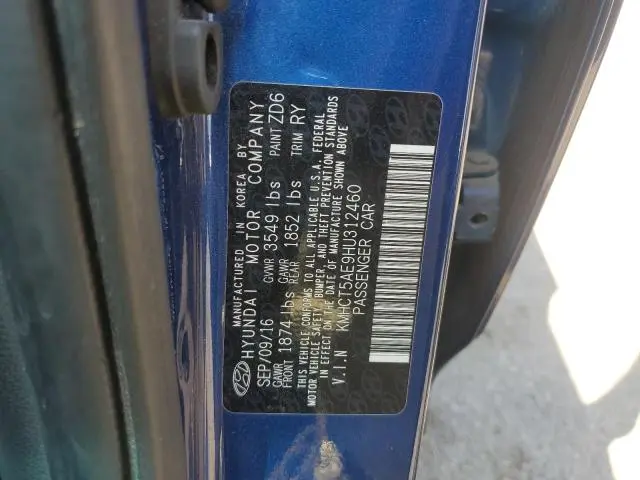 MANUFACTURED IN KOREA BY
HYUNDAI MOTOR COMPANY
SEP/09/16 GVWR 3549 lbs PAINT ZD6
GAWR FRONT 1874 lbs GAWR REAR 1852 lbs TRIM RY
THIS VEHICLE CONFORMS TO ALL APPLICABLE U.S.A. FEDERAL
MOTOR VEHICLE SAFETY, BUMPER, AND THEFT PREVENTION STANDARDS
IN EFFECT ON THE DATE OF MANUFACTURE SHOWN ABOVE
V.I.N KMHCT5AE9HU312460
PASSENGER CAR